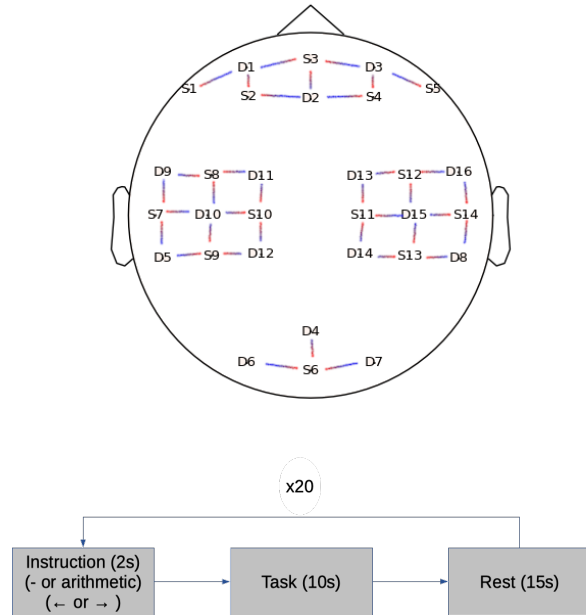 S3
D1 D3
S1 S2 D2 S4 S5
D9 S8 D11 D13 S12 D16
S7 D10 S10 S11 D15 S14
D5 S9 D12 D14 S13 D8
D4
D6 S6 D7
x20
Instruction (2s)
(- or arithmetic)
(← or → )
Task (10s)
Rest (15s)